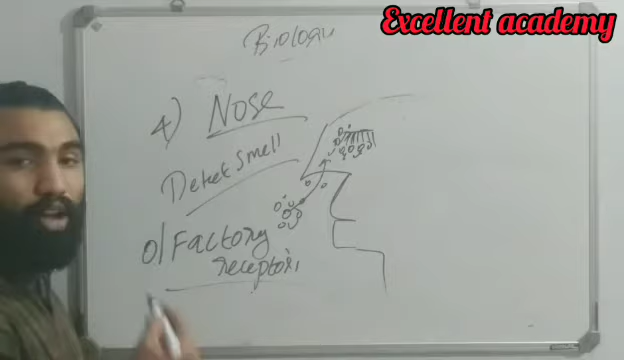 Excellent academy
Biology
4) Nose
Detect smell
olfactory
receptors